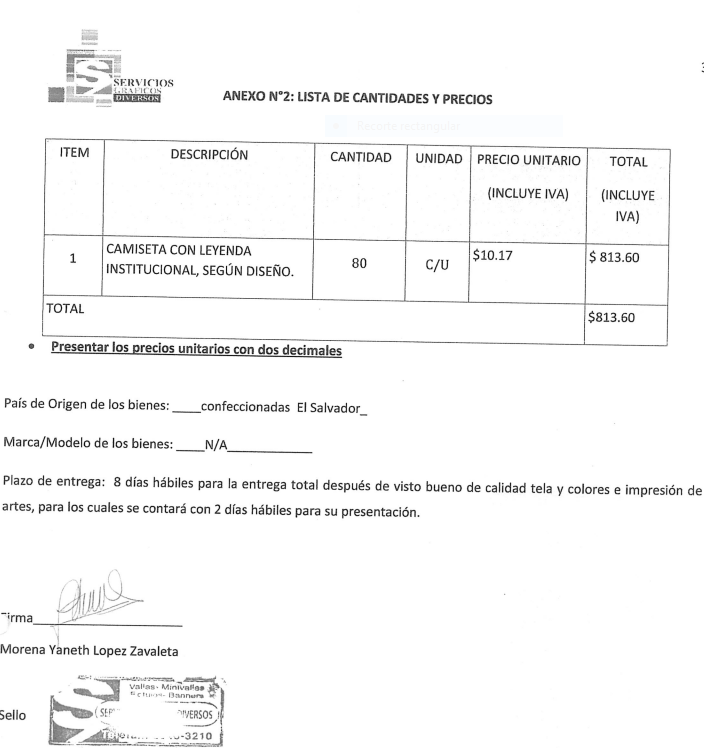 SERVICIOS
GRAFICOS
DIVERSOS
ANEXO N°2: LISTA DE CANTIDADES Y PRECIOS
ITEM DESCRIPCIÓN CANTIDAD UNIDAD PRECIO UNITARIO (INCLUYE IVA) TOTAL (INCLUYE IVA)
1 CAMISETA CON LEYENDA INSTITUCIONAL, SEGÚN DISEÑO. 80 C/U $10.17 $ 813.60
TOTAL $813.60
• Presentar los precios unitarios con dos decimales
País de Origen de los bienes: ____confeccionadas El Salvador_
Marca/Modelo de los bienes: ____N/A____________
Plazo de entrega: 8 días hábiles para la entrega total después de visto bueno de calidad tela y colores e impresión de
artes, para los cuales se contará con 2 días hábiles para su presentación.
Firma____________________
Morena Yaneth Lopez Zavaleta
Vallas- Minivallas
Banners
Sello
-3210